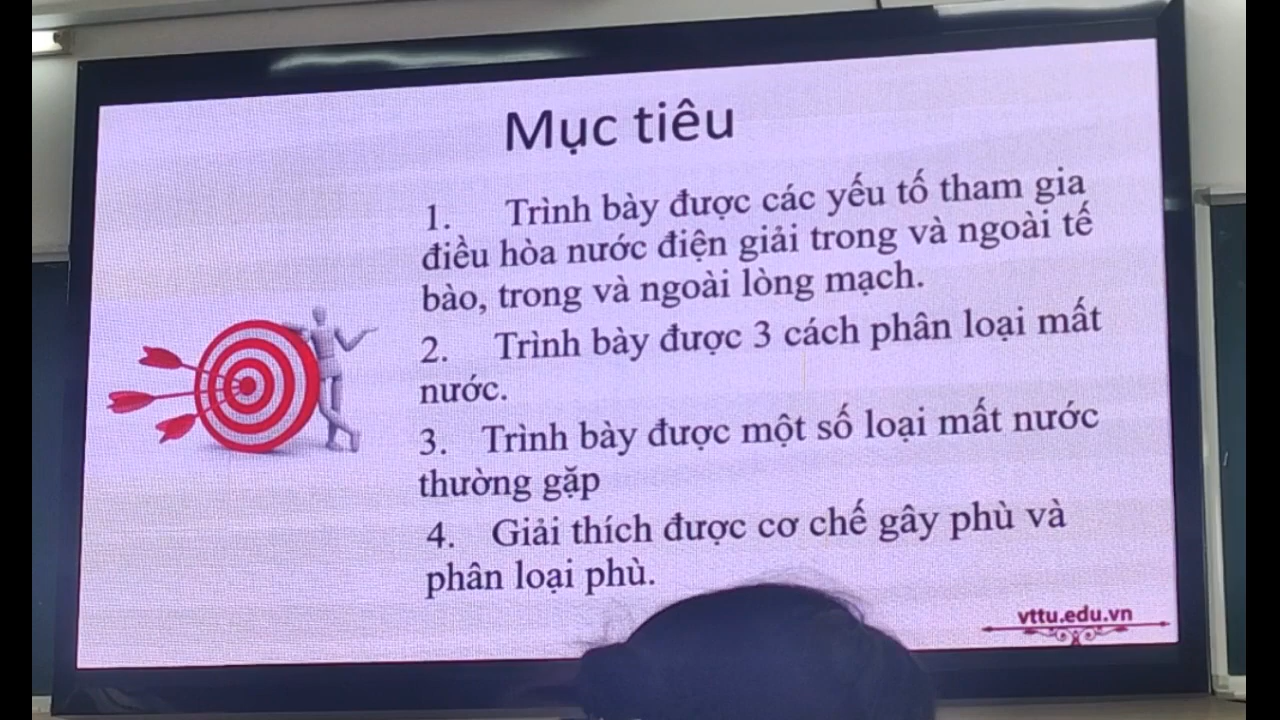 Mục tiêu
1. Trình bày được các yếu tố tham gia
điều hòa nước điện giải trong và ngoài tế
bào, trong và ngoài lòng mạch.
2. Trình bày được 3 cách phân loại mất
nước.
3. Trình bày được một số loại mất nước
thường gặp
4. Giải thích được cơ chế gây phù và
phân loại phù.
vttu.edu.vn